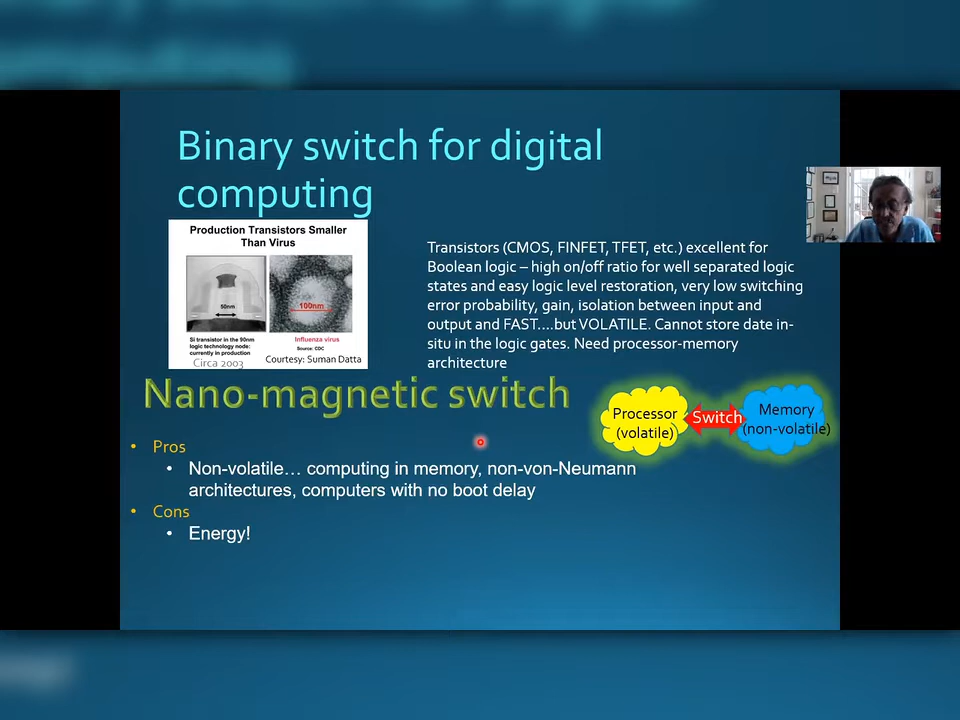 Binary switch for digital
computing
Production Transistors Smaller
Than Virus
50nm
100nm
Si transistor in the 90nm
logic technology node:
currently in production
Influenza virus
Source: CDC
Circa 2003
Courtesy: Suman Datta
Transistors (CMOS, FINFET, TFET, etc.) excellent for
Boolean logic – high on/off ratio for well separated logic
states and easy logic level restoration, very low switching
error probability, gain, isolation between input and
output and FAST....but VOLATILE. Cannot store date in-
situ in the logic gates. Need processor-memory
architecture
Nano-magnetic switch
Processor
(volatile)
Switch
Memory
(non-volatile)
• Pros
• Non-volatile… computing in memory, non-von-Neumann
architectures, computers with no boot delay
• Cons
• Energy!